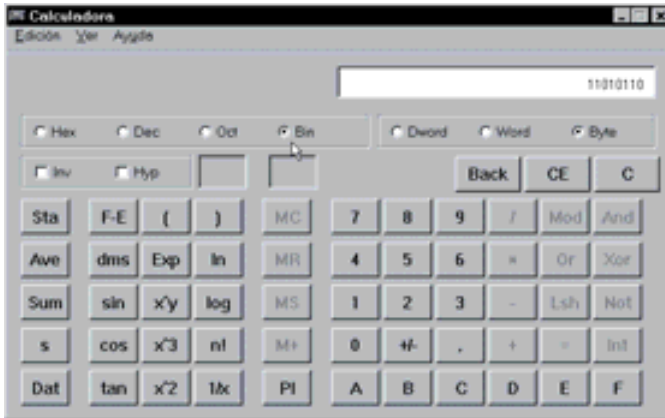 Calculadora
Edición Ver Ayuda
11010110
Hex Dec Oct Bin Dword Word Byte
Inv Hyp Back CE C
Sta F-E ( ) MC 7 8 9 / Mod And
Ave dms Exp ln MR 4 5 6 * Or Xor
Sum sin x^y log MS 1 2 3 - Lsh Not
s cos x^3 n! M+ 0 +/- , + = Int
Dat tan x^2 1/x PI A B C D E F